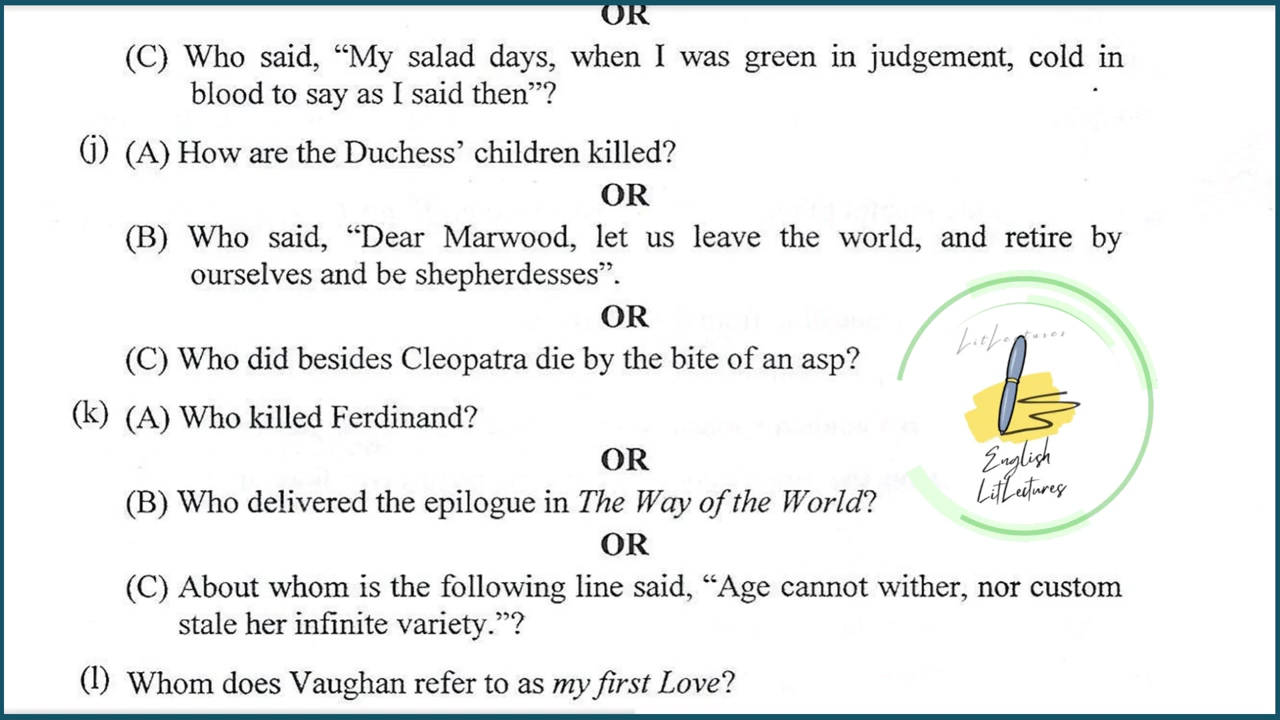 OR
(C) Who said, “My salad days, when I was green in judgement, cold in
blood to say as I said then”?
(j) (A) How are the Duchess’ children killed?
OR
(B) Who said, “Dear Marwood, let us leave the world, and retire by
ourselves and be shepherdesses”.
OR
(C) Who did besides Cleopatra die by the bite of an asp?
(k) (A) Who killed Ferdinand?
OR
(B) Who delivered the epilogue in The Way of the World?
OR
(C) About whom is the following line said, “Age cannot wither, nor custom
stale her infinite variety.”?
(l) Whom does Vaughan refer to as my first Love?
English